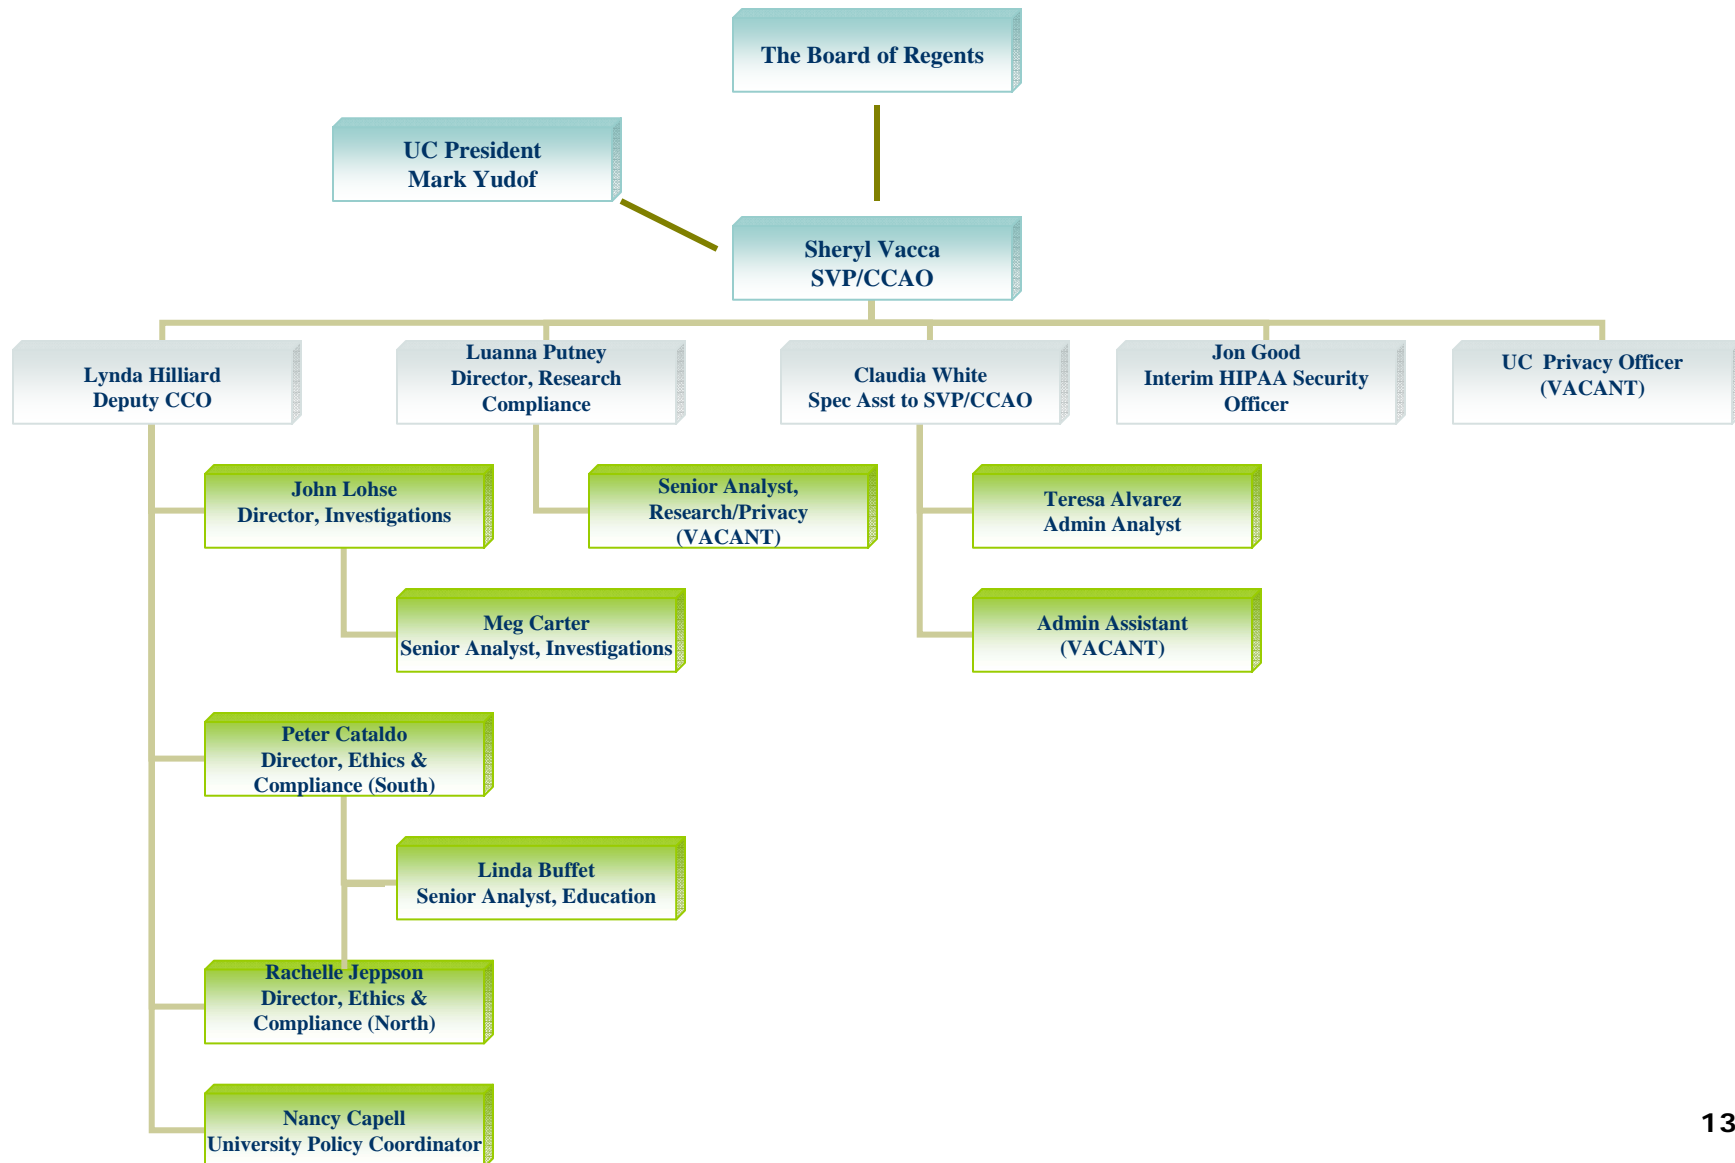 The Board of Regents
UC President
Mark Yudof
Sheryl Vacca
SVP/CCAO
Lynda Hilliard
Deputy CCO
Luanna Putney
Director, Research
Compliance
Claudia White
Spec Asst to SVP/CCAO
Jon Good
Interim HIPAA Security
Officer
UC Privacy Officer
(VACANT)
John Lohse
Director, Investigations
Senior Analyst,
Research/Privacy
(VACANT)
Teresa Alvarez
Admin Analyst
Meg Carter
Senior Analyst, Investigations
Admin Assistant
(VACANT)
Peter Cataldo
Director, Ethics &
Compliance (South)
Linda Buffet
Senior Analyst, Education
Rachelle Jeppson
Director, Ethics &
Compliance (North)
Nancy Capell
University Policy Coordinator
13